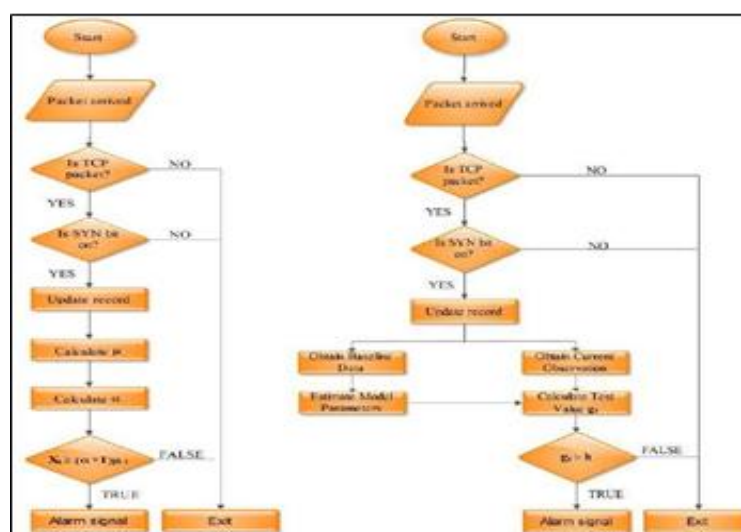 Start
Packet arrived
Is TCP
packet?
NO
YES
Is SYN bit
on?
NO
YES
Update record
Calculate
Calculate
FALSE
TRUE
Alarm signal
Exit
Start
Packet arrived
Is TCP
packet?
NO
YES
Is SYN bit
on?
NO
YES
Update record
Obtain Baseline
Data
Obtain Current
Observation
Estimate Model
Parameters
Calculate Test
Value
FALSE
TRUE
Alarm signal
Exit